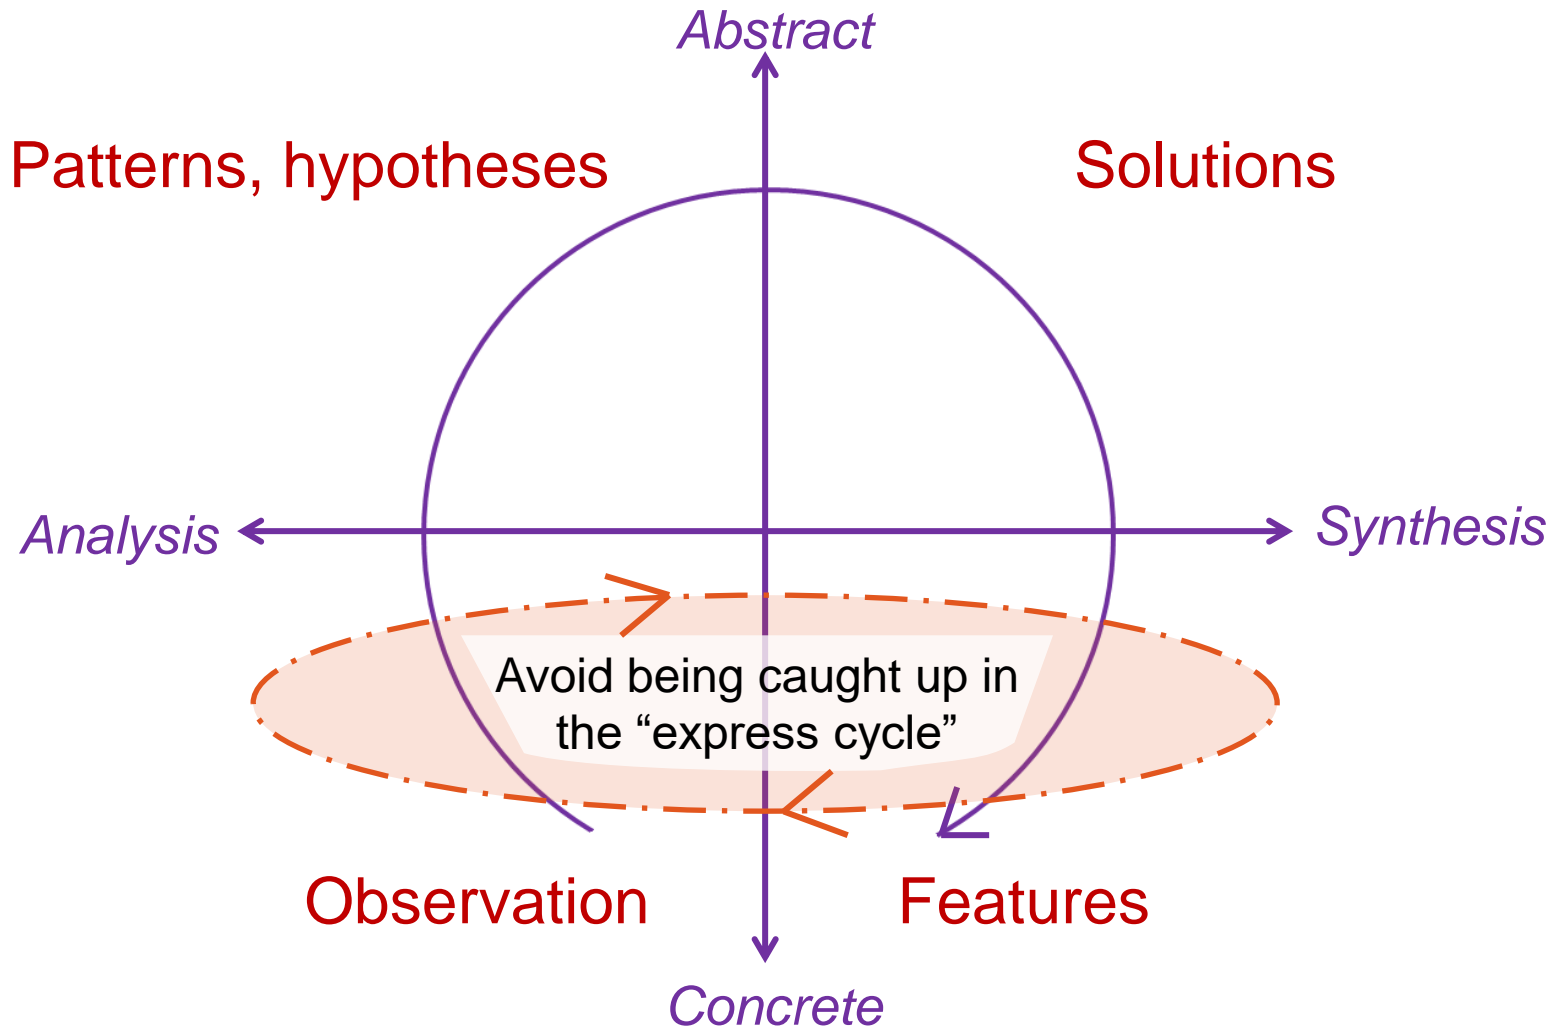 Abstract
Patterns, hypotheses
Solutions
Analysis
Synthesis
Avoid being caught up in
the “express cycle”
Observation
Features
Concrete